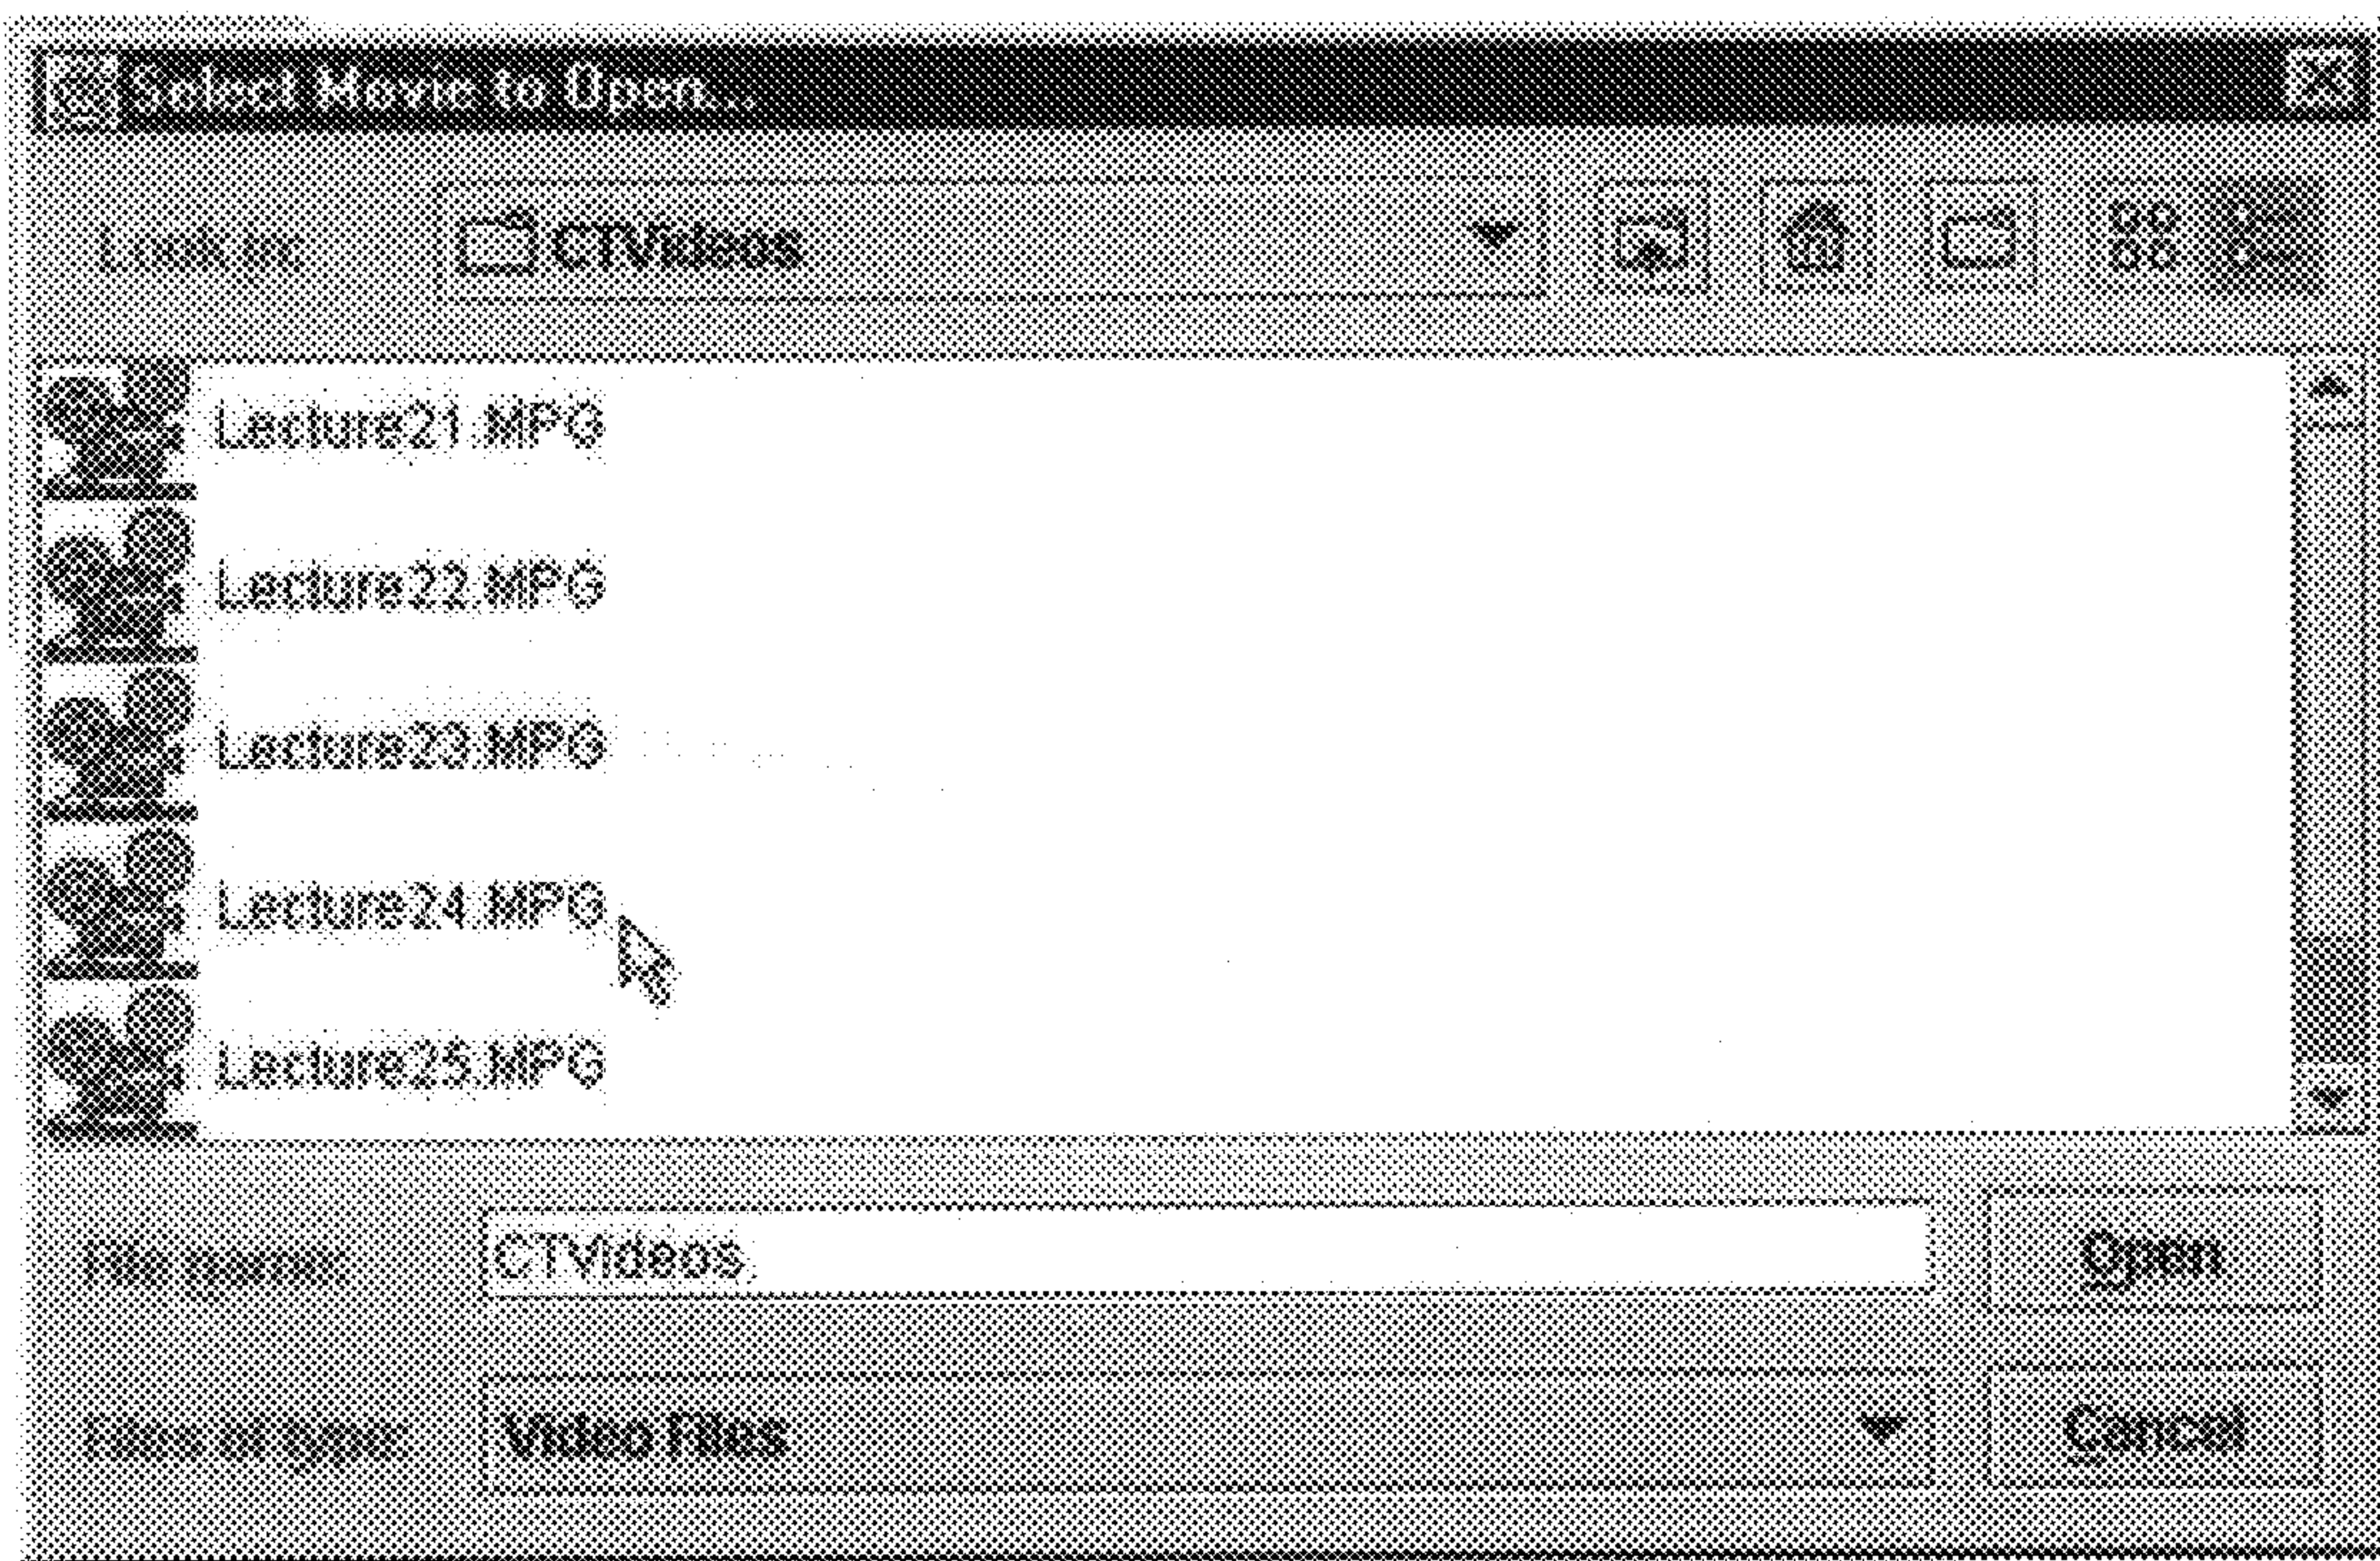 Select Movie to Open...
Look in:
CTVideos
Lecture21.MPG
Lecture22.MPG
Lecture23.MPG
Lecture24.MPG
Lecture25.MPG
File name:
CTVideos
Open
Files of type:
Video Files
Cancel